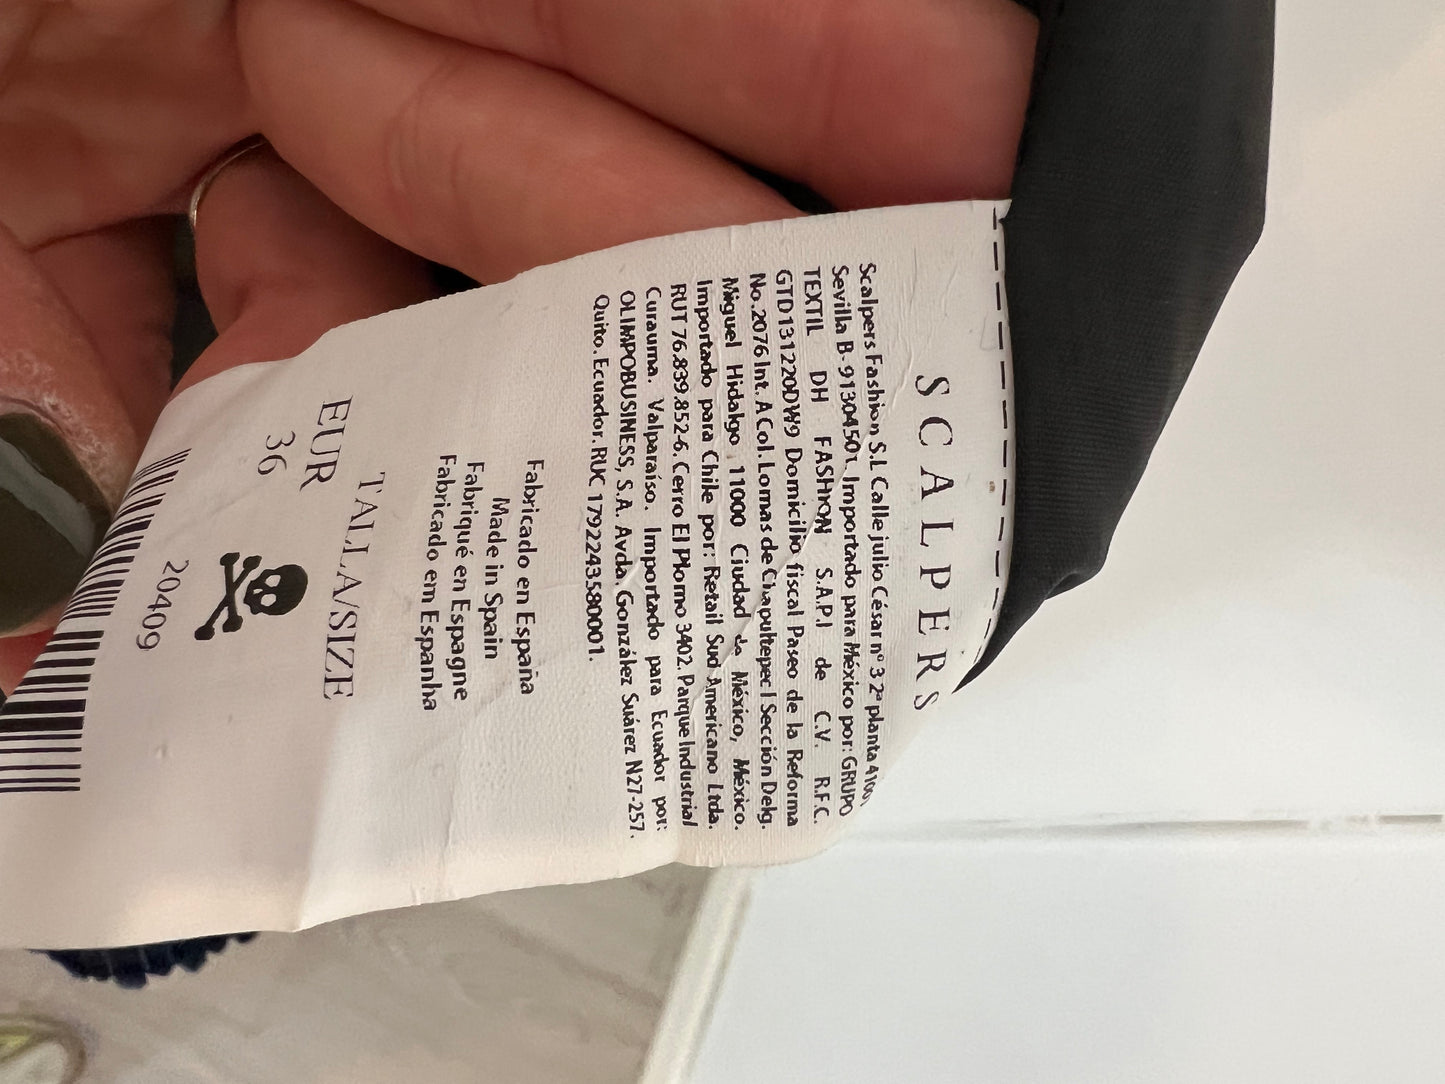 SCALPERS
Scalpers Fashion S.L Calle julio César nº 3 2ª planta 41001
Sevilla B-91304501. Importado para México por: GRUPO
TEXTIL DH FASHION S.A.P.I de C.V. R.F.C.
GTD131220DW9 Domicilio fiscal Paseo de la Reforma
No.2076 Int. A Col. Lomas de Chapultepec I Sección Delg.
Miguel Hidalgo, 11000 Ciudad de México, México.
Importado para Chile por: Retail Sud Americano Ltda.
RUT 76.839.852-6. Cerro El Plomo 3402. Parque Industrial
Curauma. Valparaíso. Importado para Ecuador por:
OLIMPOBUSINESS, S.A. Avda. González Suárez N27-257.
Quito. Ecuador. RUC 1792243580001.
Fabricado en España
Made in Spain
Fabriqué en Espagne
Fabricado em Espanha
TALLA/SIZE
EUR
36
20409